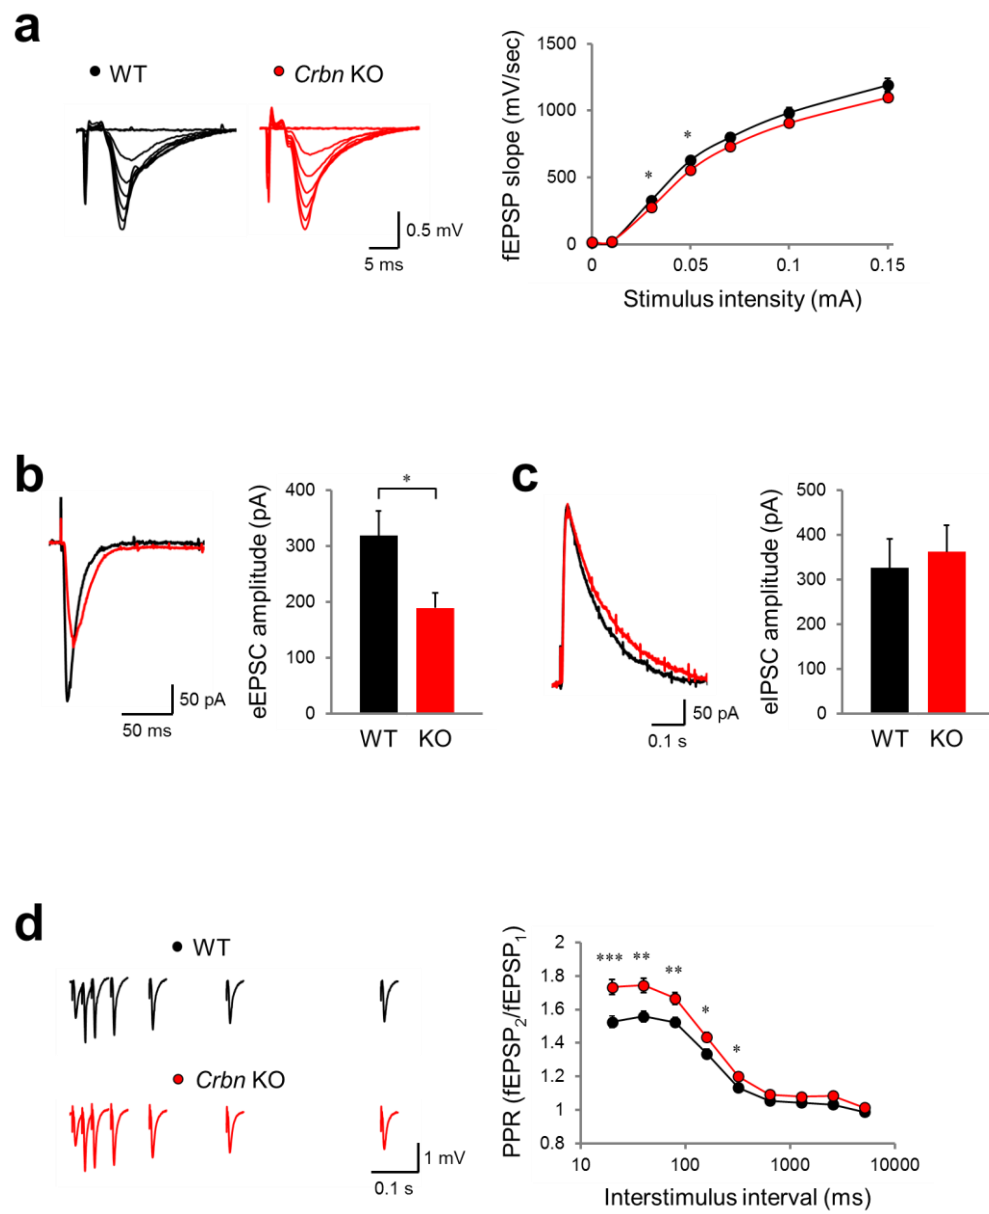 a
WT
Crbn KO
0.5 mV
5 ms
fEPSP slope (mV/sec)
1500
1000
500
0
*
*
0
0.05
0.1
0.15
Stimulus intensity (mA)
b
50 pA
50 ms
eEPSC amplitude (pA)
400
300
200
100
0
*
WT
KO
c
50 pA
0.1 s
eIPSC amplitude (pA)
500
400
300
200
100
0
WT
KO
d
WT
Crbn KO
1 mV
0.1 s
PPR (fEPSP₂/fEPSP₁)
2
1.8
1.6
1.4
1.2
1
0.8
***
**
**
*
*
10
100
1000
10000
Interstimulus interval (ms)